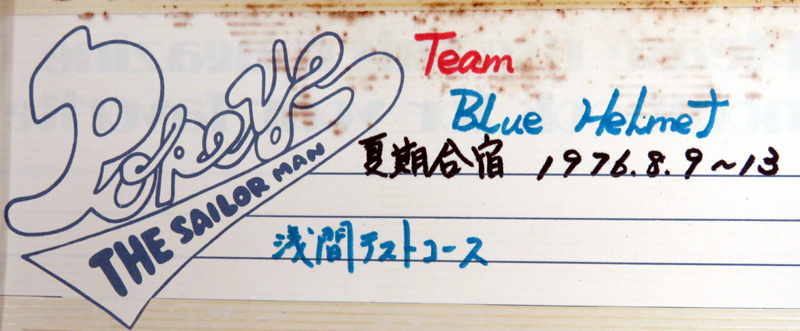 Popeye
THE SAILOR MAN
Team
Blue Helmet
夏期合宿 1976.8.9~13
浅間テストコース